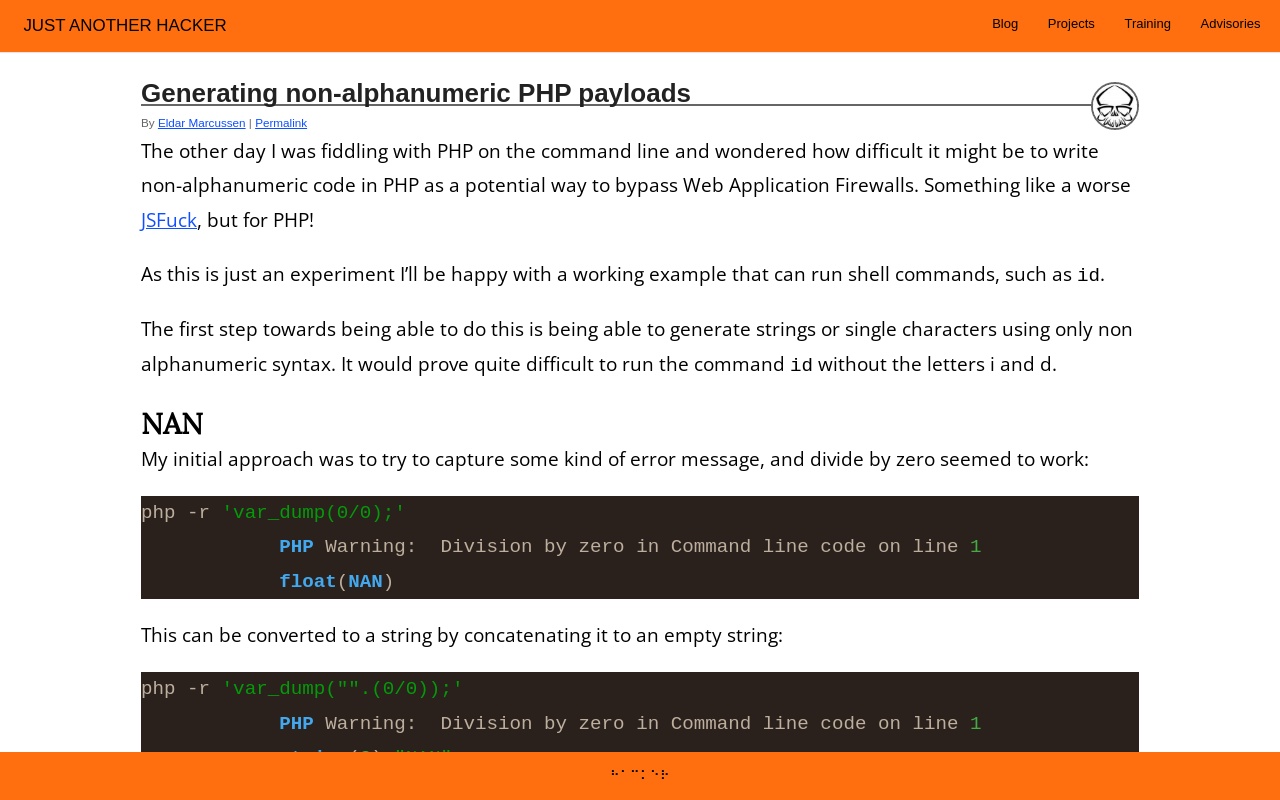 JUST ANOTHER HACKER
Blog Projects Training Advisories
Generating non-alphanumeric PHP payloads
By Eldar Marcussen | Permalink
The other day I was fiddling with PHP on the command line and wondered how difficult it might be to write
non-alphanumeric code in PHP as a potential way to bypass Web Application Firewalls. Something like a worse
JSFuck, but for PHP!
As this is just an experiment I’ll be happy with a working example that can run shell commands, such as id.
The first step towards being able to do this is being able to generate strings or single characters using only non
alphanumeric syntax. It would prove quite difficult to run the command id without the letters i and d.
NAN
My initial approach was to try to capture some kind of error message, and divide by zero seemed to work:
php -r 'var_dump(0/0);'
PHP Warning:  Division by zero in Command line code on line 1
float(NAN)
This can be converted to a string by concatenating it to an empty string:
php -r 'var_dump("".(0/0));'
PHP Warning:  Division by zero in Command line code on line 1